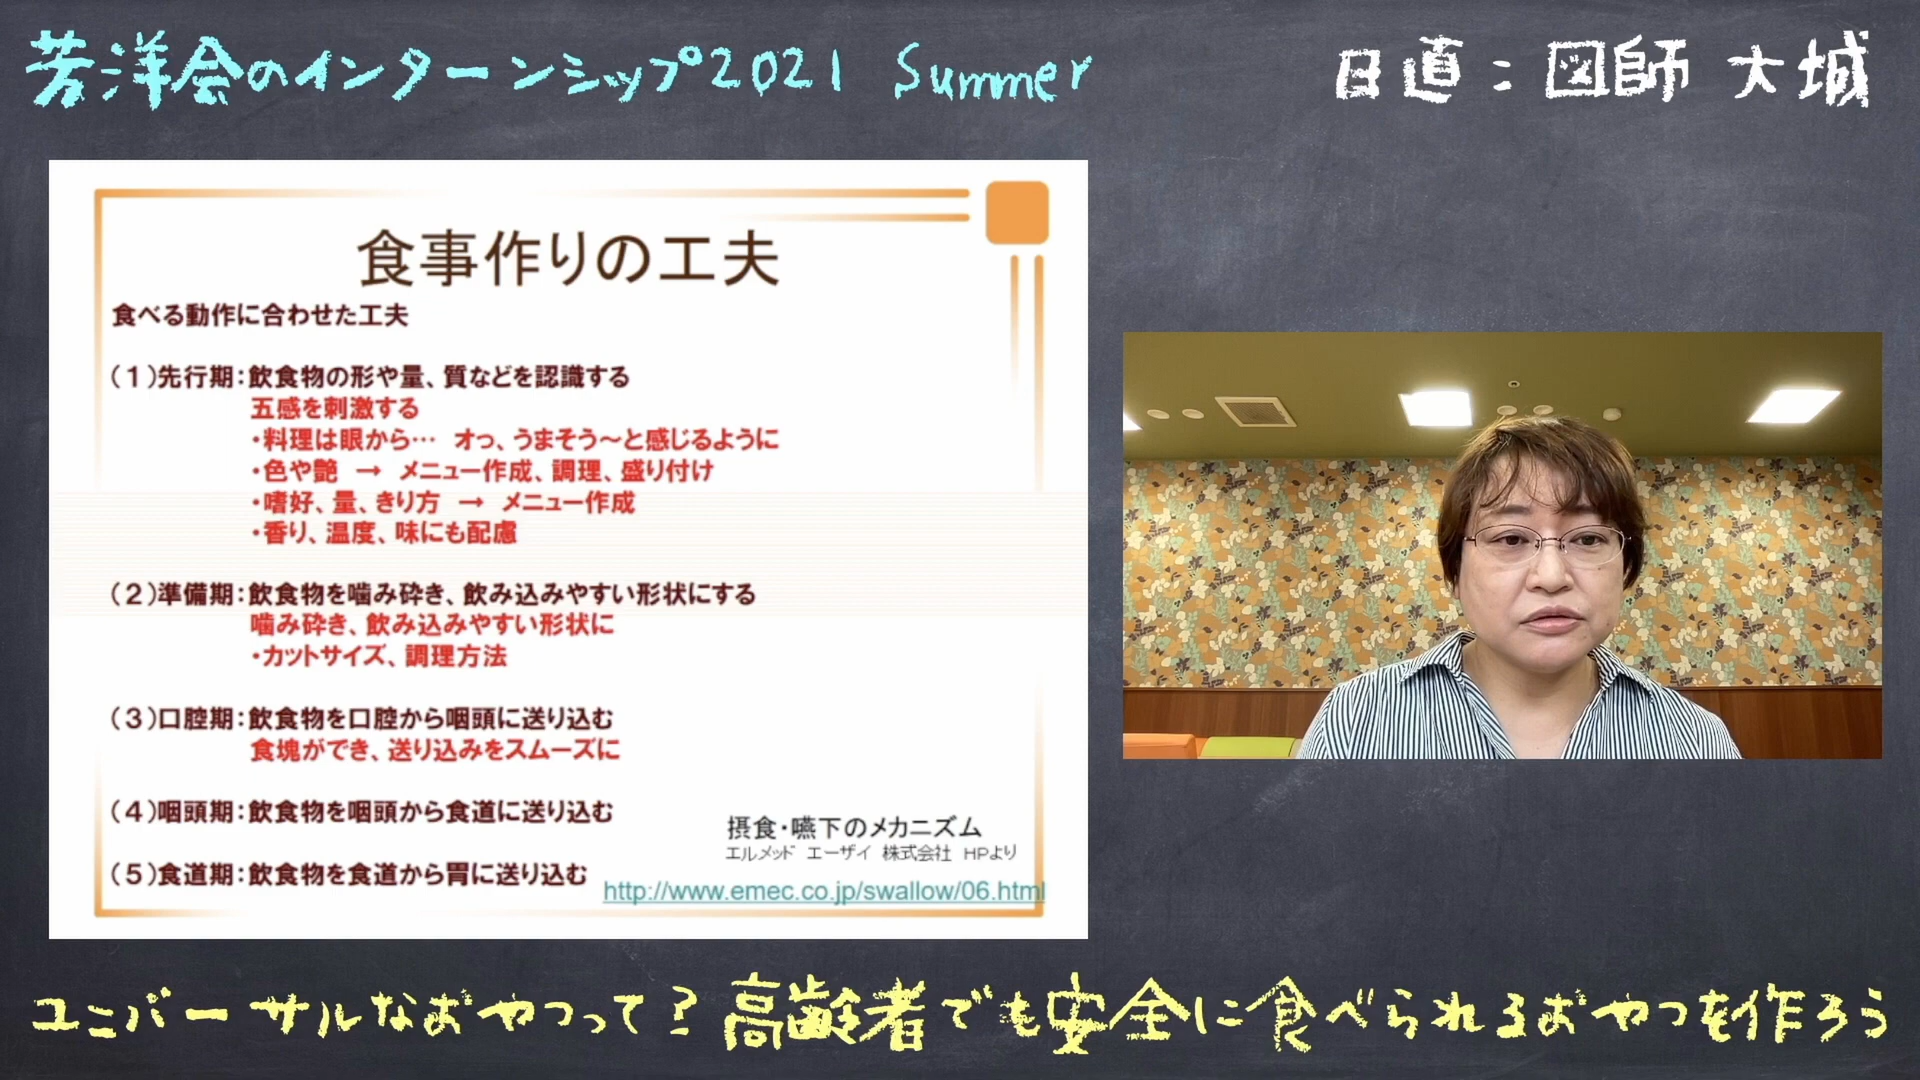 若洋会のインターンシップ2021 Summer
日直：図師 大城
食事作りの工夫
食べる動作に合わせた工夫
（１）先行期：飲食物の形や量、質などを認識する
五感を刺激する
・料理は眼から… オっ、うまそう～と感じるように
・色や艶 → メニュー作成、調理、盛り付け
・嗜好、量、きり方 → メニュー作成
・香り、温度、味にも配慮
（２）準備期：飲食物を噛み砕き、飲み込みやすい形状にする
噛み砕き、飲み込みやすい形状に
・カットサイズ、調理方法
（３）口腔期：飲食物を口腔から咽頭に送り込む
食塊ができ、送り込みをスムーズに
（４）咽頭期：飲食物を咽頭から食道に送り込む
（５）食道期：飲食物を食道から胃に送り込む
摂食・嚥下のメカニズム
エルメッド エーザイ 株式会社 HPより
http://www.emec.co.jp/swallow/06.html
ユニバーサルなおやつって？高齢者でも安全に食べられるおやつを作ろう